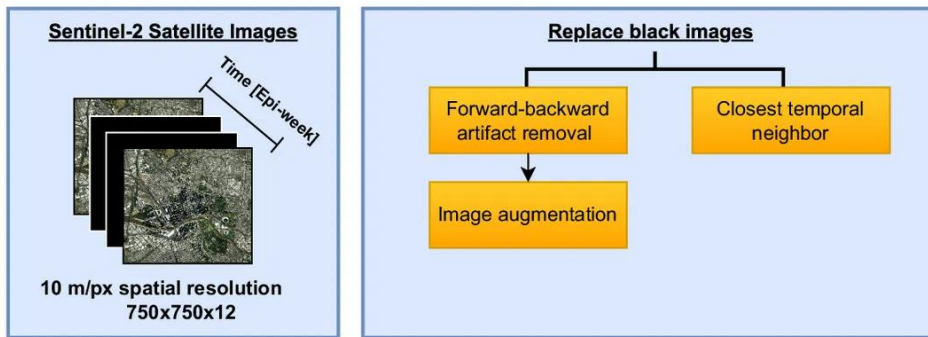 Sentinel-2 Satellite Images
Time [Epi-week]
10 m/px spatial resolution
750x750x12
Replace black images
Forward-backward
artifact removal
Closest temporal
neighbor
Image augmentation